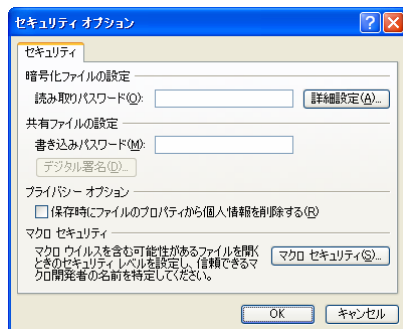 セキュリティ オプション
セキュリティ
暗号化ファイルの設定
読み取りパスワード(O):
詳細設定(A)...
共有ファイルの設定
書き込みパスワード(M):
デジタル署名(D)...
プライバシー オプション
保存時にファイルのプロパティから個人情報を削除する(R)
マクロ セキュリティ
マクロ ウイルスを含む可能性があるファイルを開く
ときのセキュリティ レベルを設定し、信頼できるマ
クロ開発者の名前を特定してください。
マクロ セキュリティ(S)...
OK
キャンセル